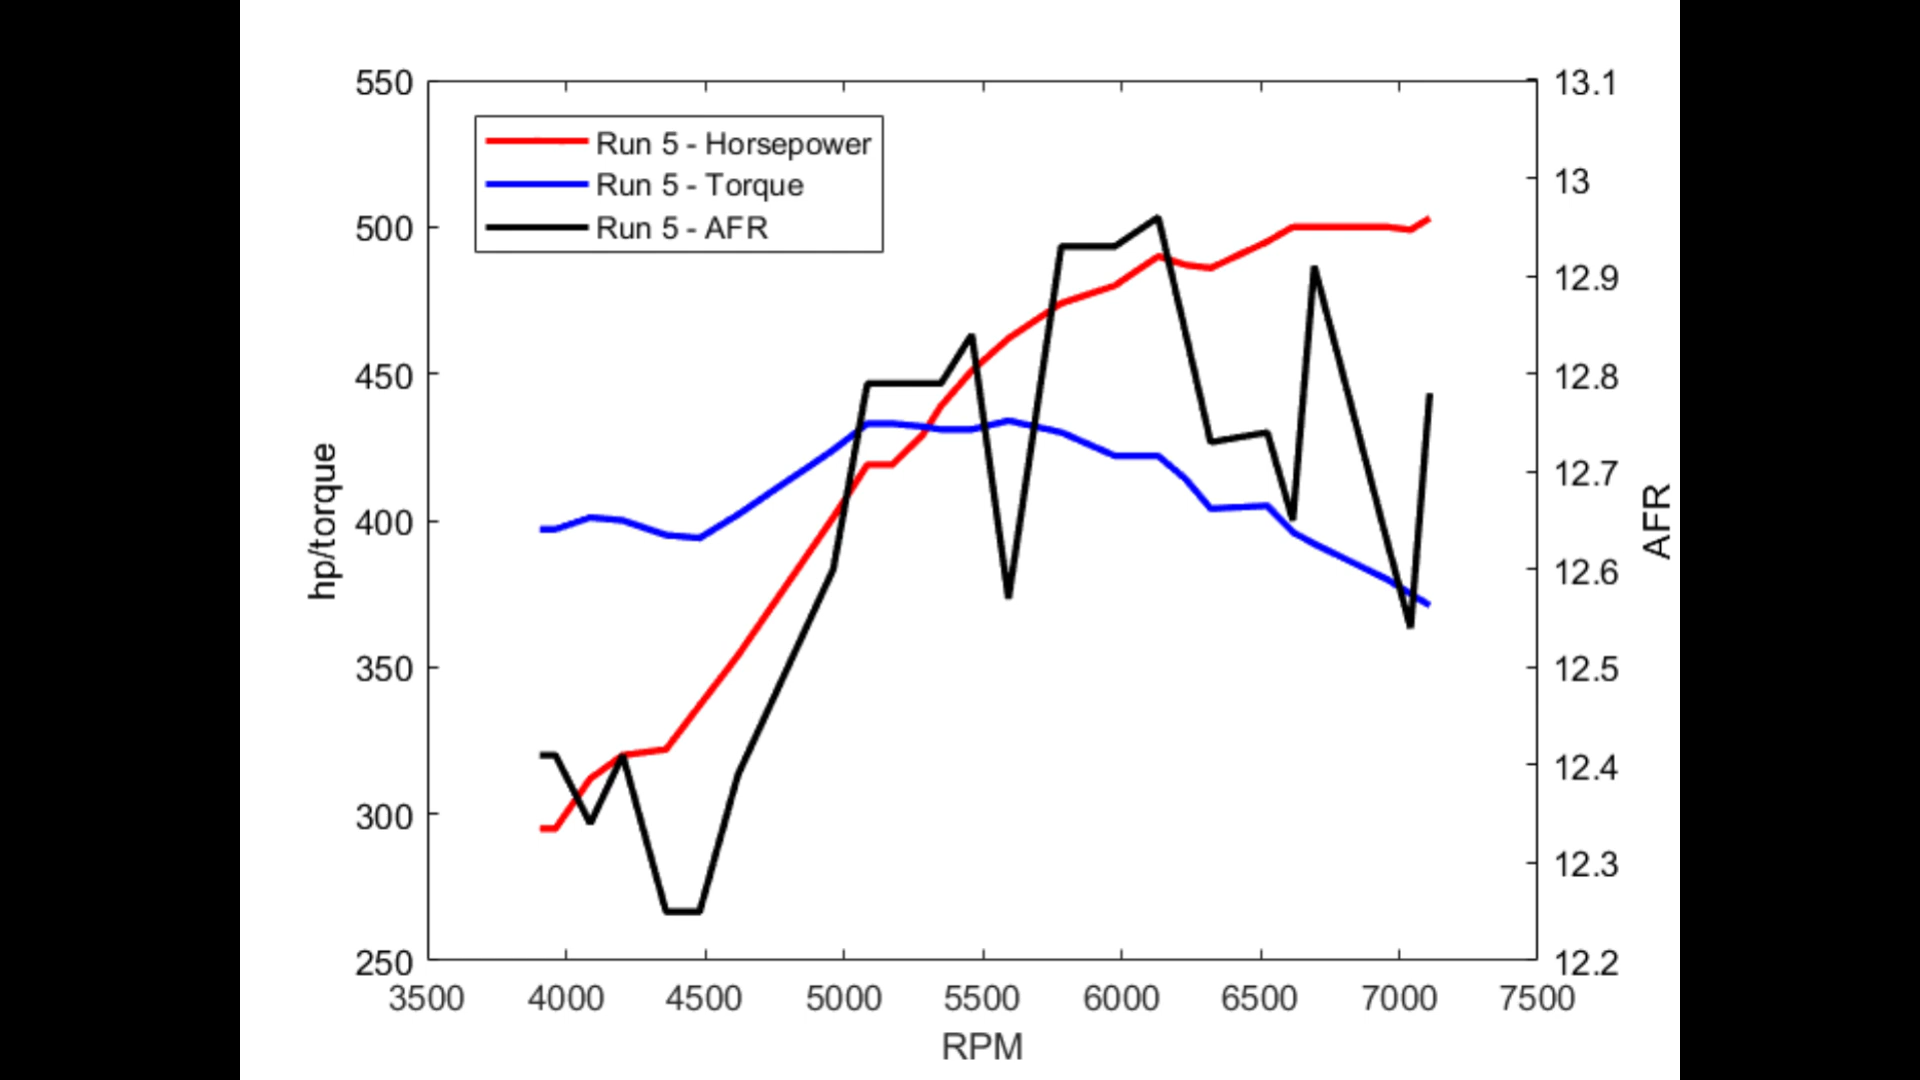 550
500
450
400
350
300
250
hp/torque
Run 5 - Horsepower
Run 5 - Torque
Run 5 - AFR
13.1
13
12.9
12.8
12.7
12.6
12.5
12.4
12.3
12.2
AFR
3500 4000 4500 5000 5500 6000 6500 7000 7500
RPM